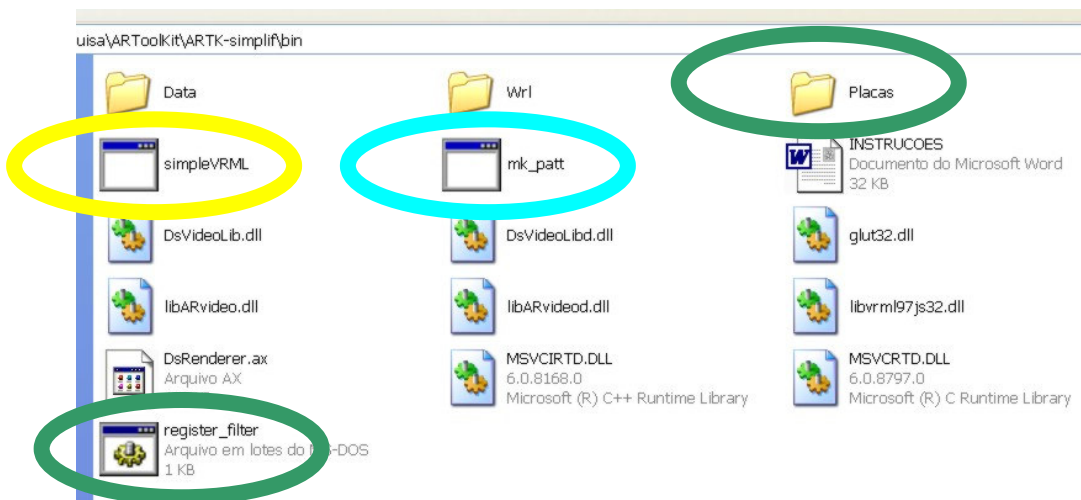 uisa\ARToolKit\ARTK-simplif\bin
Data
Wrl
Placas
simpleVRML
mk_patt
INSTRUCOES
Documento do Microsoft Word
32 KB
DsVideoLib.dll
DsVideoLibd.dll
glut32.dll
libARvideo.dll
libARvideod.dll
libvrml97js32.dll
DsRenderer.ax
Arquivo AX
MSVCIRTD.DLL
6.0.8168.0
Microsoft (R) C++ Runtime Library
MSVCRTD.DLL
6.0.8797.0
Microsoft (R) C Runtime Library
register_filter
Arquivo em lotes do S-DOS
1 KB